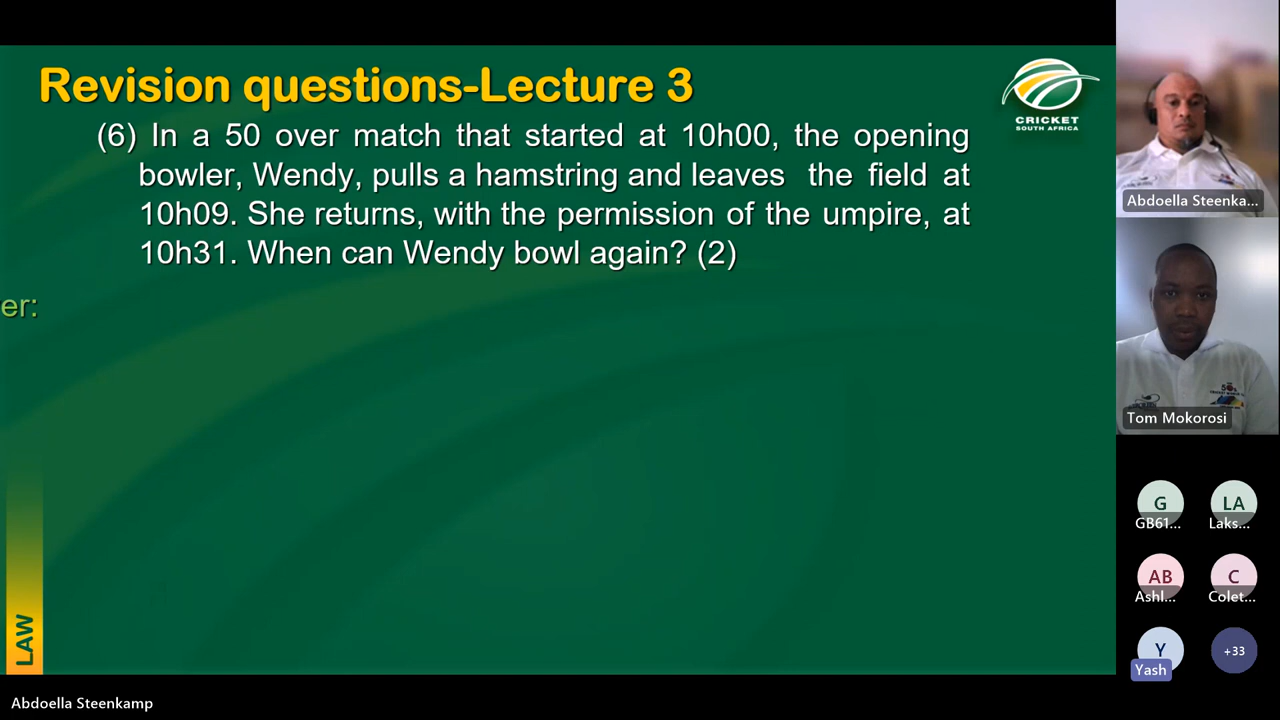 Revision questions-Lecture 3
CRICKET
SOUTH AFRICA
(6) In a 50 over match that started at 10h00, the opening
bowler, Wendy, pulls a hamstring and leaves the field at
10h09. She returns, with the permission of the umpire, at
10h31. When can Wendy bowl again? (2)
er:
LAW
Abdoella Steenkamp
Abdoella Steenka...
Tom Mokorosi
G
GB61...
LA
Laks...
AB
Ashl...
C
Colet...
Y
Yash
+33